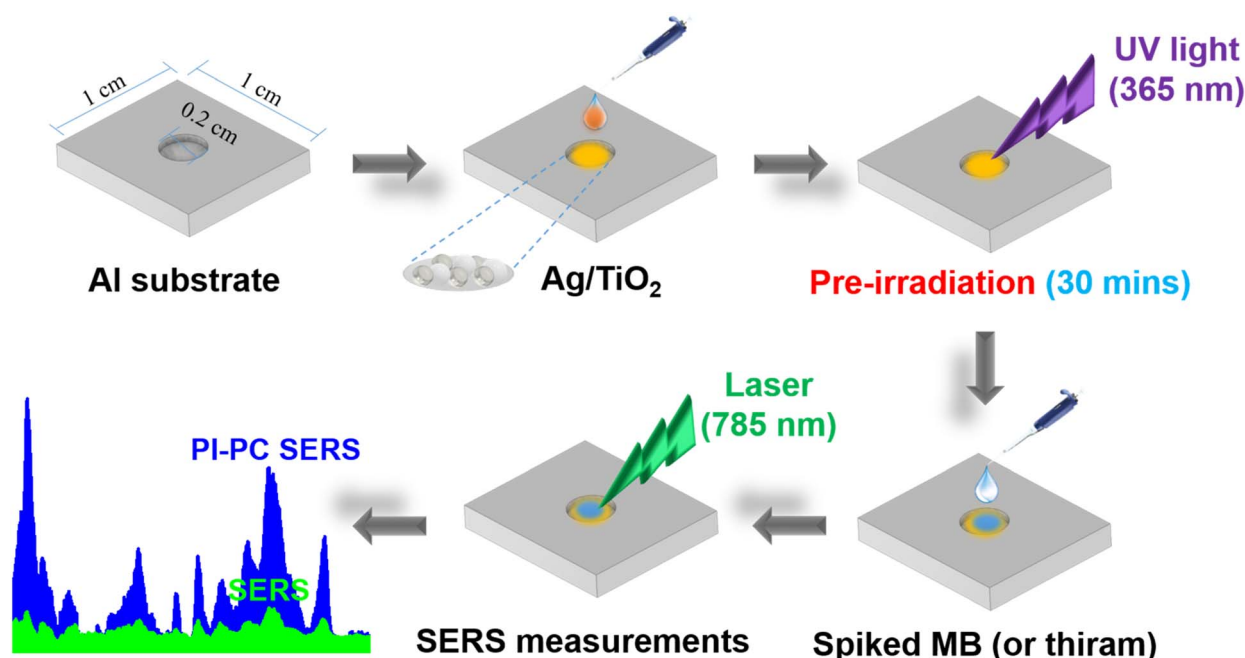 1 cm
1 cm
0.2 cm
Al substrate
Ag/TiO₂
UV light
(365 nm)
Pre-irradiation (30 mins)
Spiked MB (or thiram)
Laser
(785 nm)
SERS measurements
PI-PC SERS
SERS